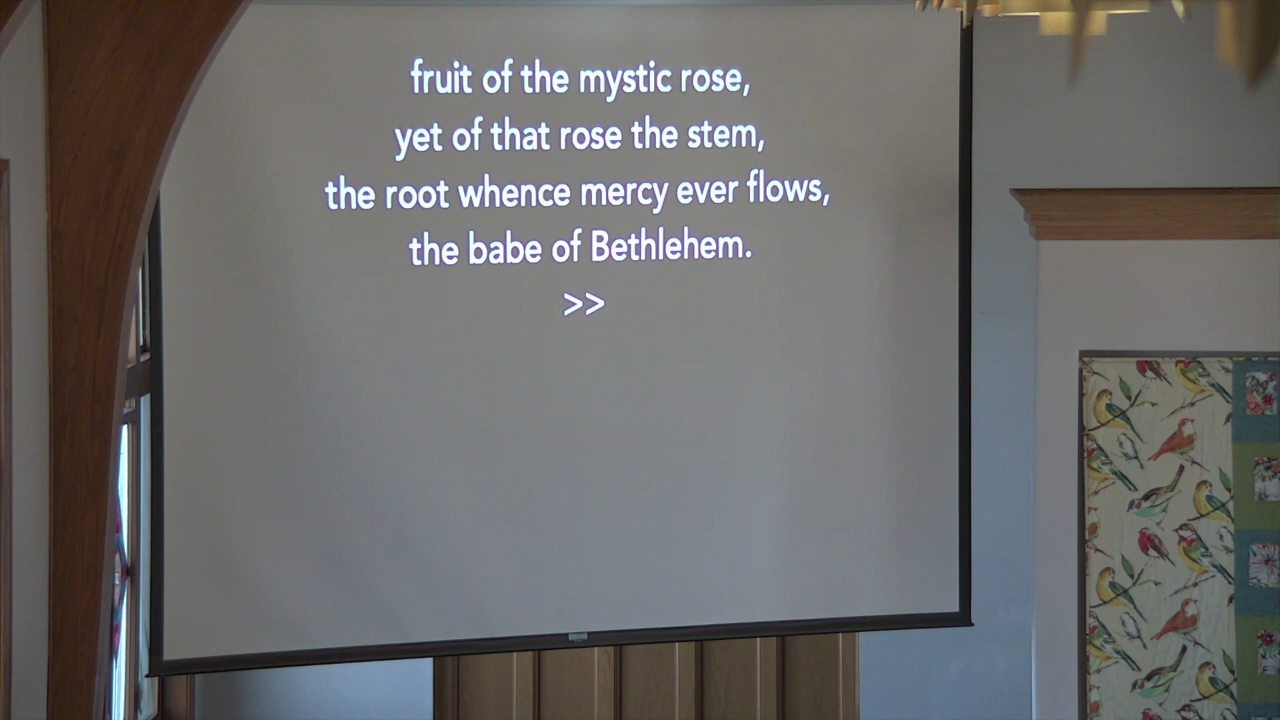 fruit of the mystic rose,
yet of that rose the stem,
the root whence mercy ever flows,
the babe of Bethlehem.
>>